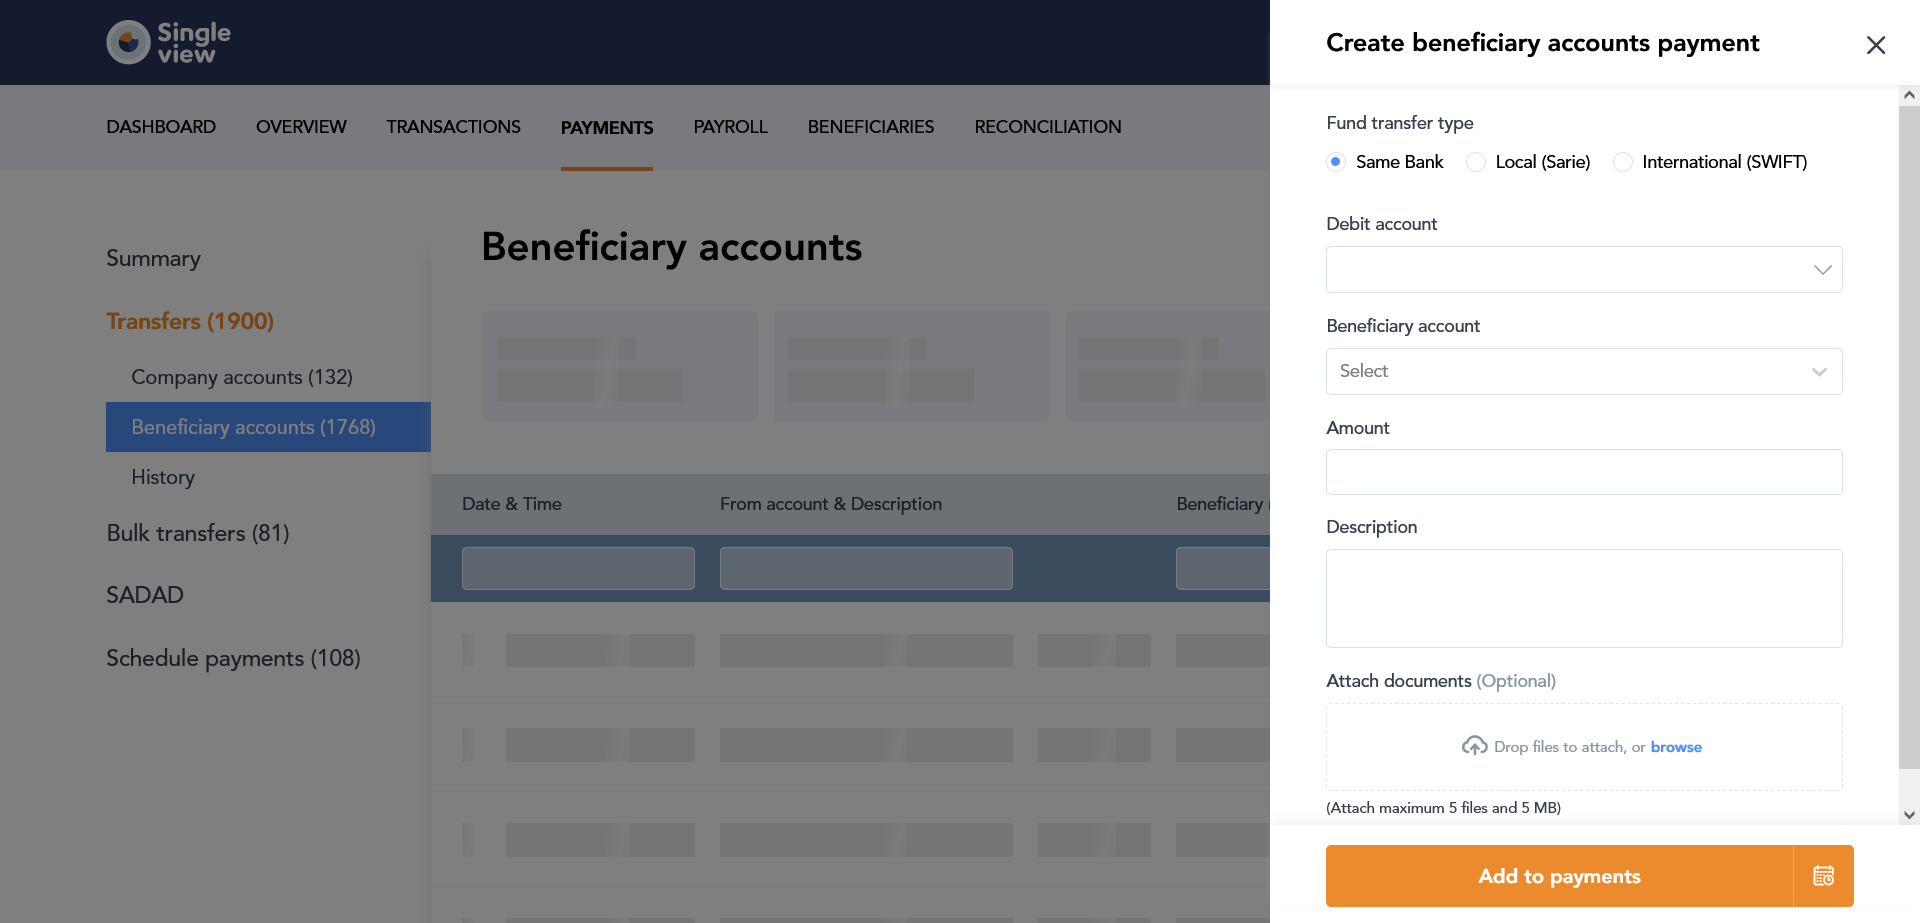 Single
view
DASHBOARD OVERVIEW TRANSACTIONS PAYMENTS PAYROLL BENEFICIARIES RECONCILIATION
Summary
Transfers (1900)
Company accounts (132)
Beneficiary accounts (1768)
History
Bulk transfers (81)
SADAD
Schedule payments (108)
Beneficiary accounts
Date & Time From account & Description Beneficiary
Create beneficiary accounts payment
Fund transfer type
Same Bank Local (Sarie) International (SWIFT)
Debit account
Beneficiary account
Select
Amount
Description
Attach documents (Optional)
Drop files to attach, or browse
(Attach maximum 5 files and 5 MB)
Add to payments